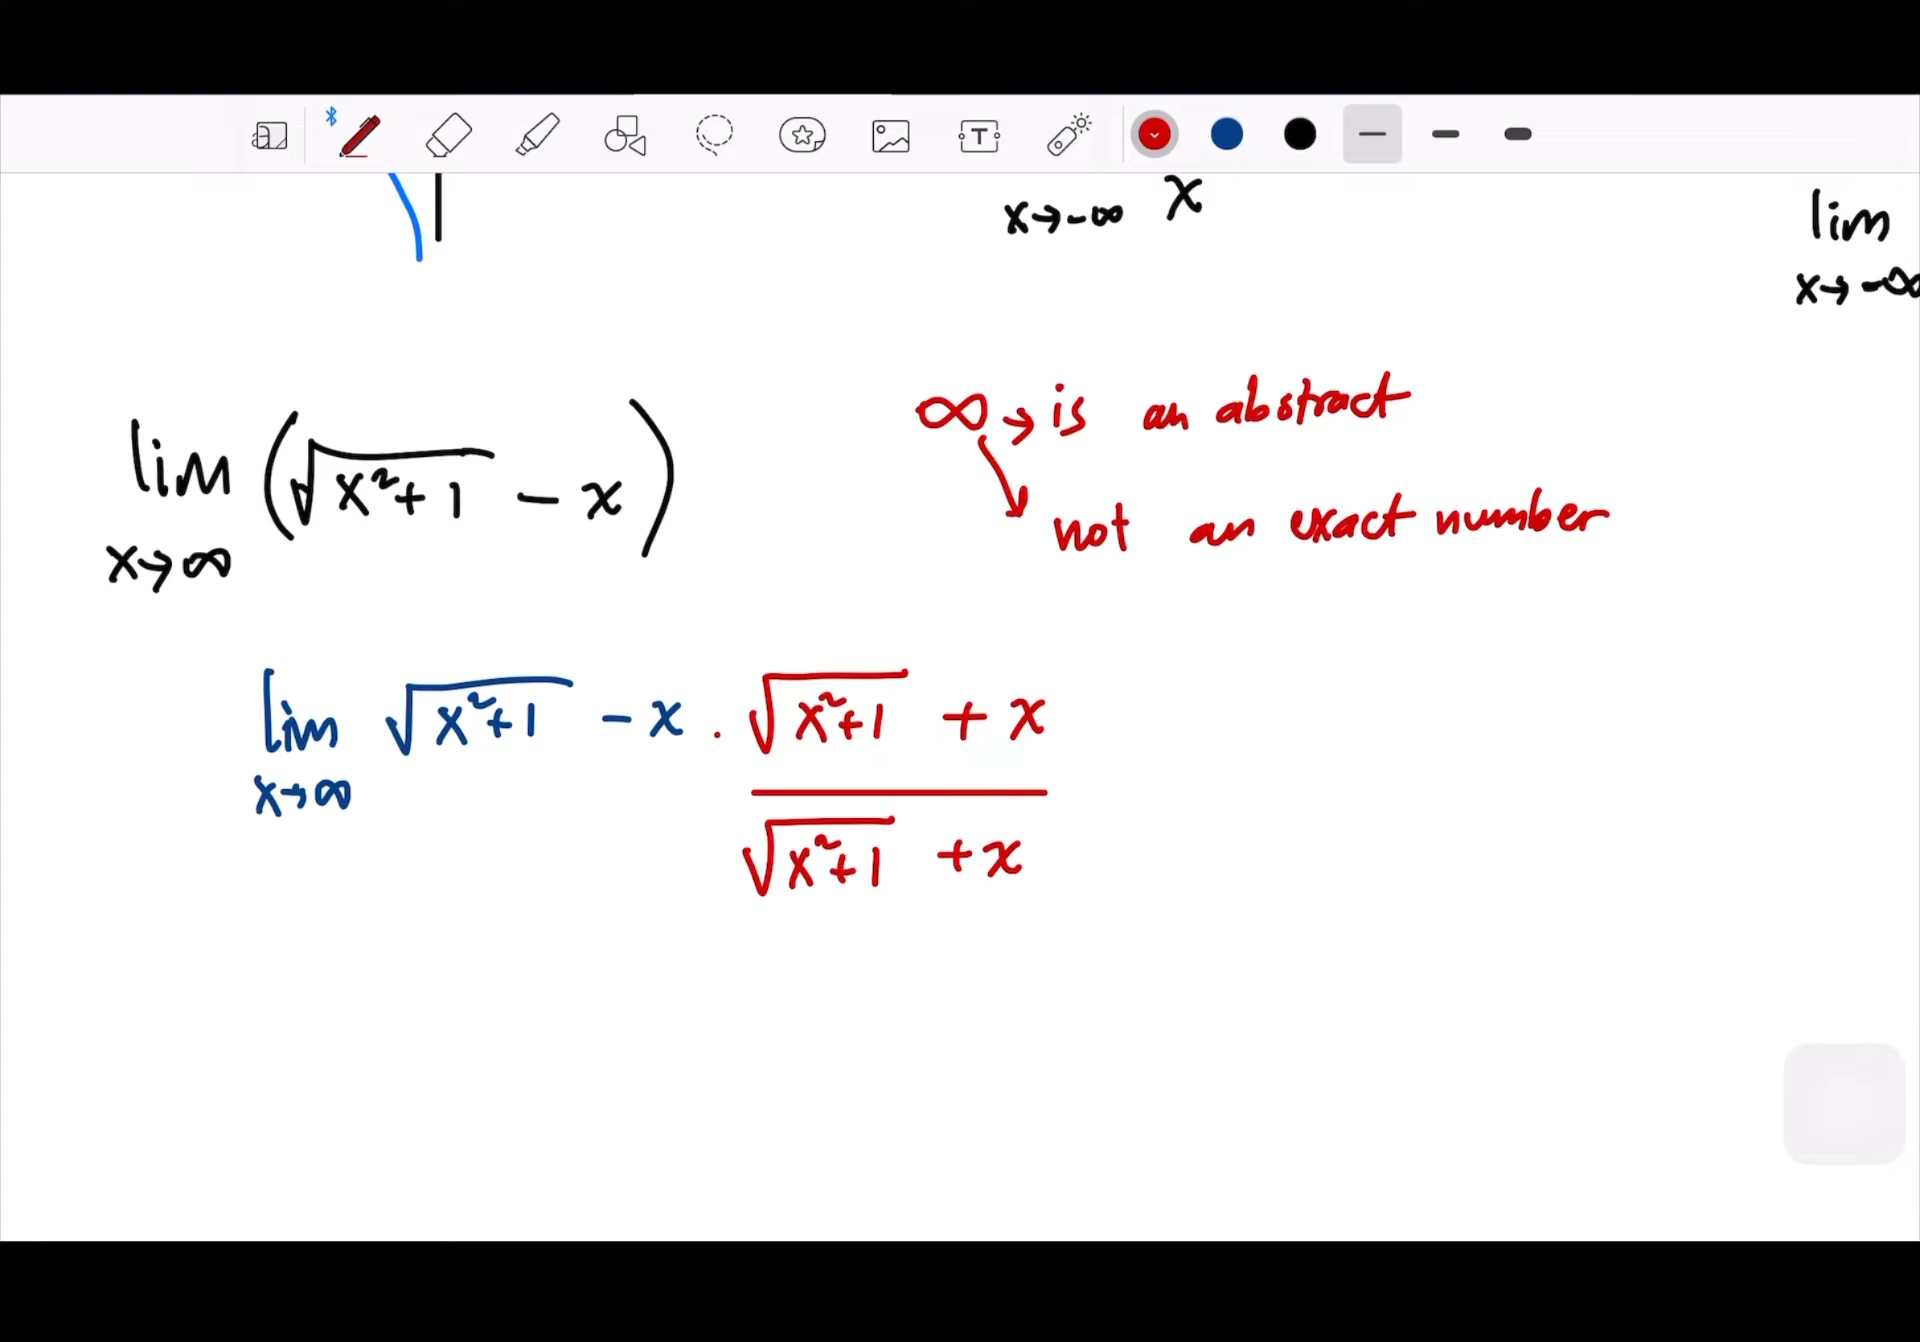 x→-∞ x
lim
x→-∞
lim (√x²+1 - x)
x→∞
∞ → is an abstract
not an exact number
lim √x²+1 - x . √x²+1 + x
x→∞
√x²+1 + x